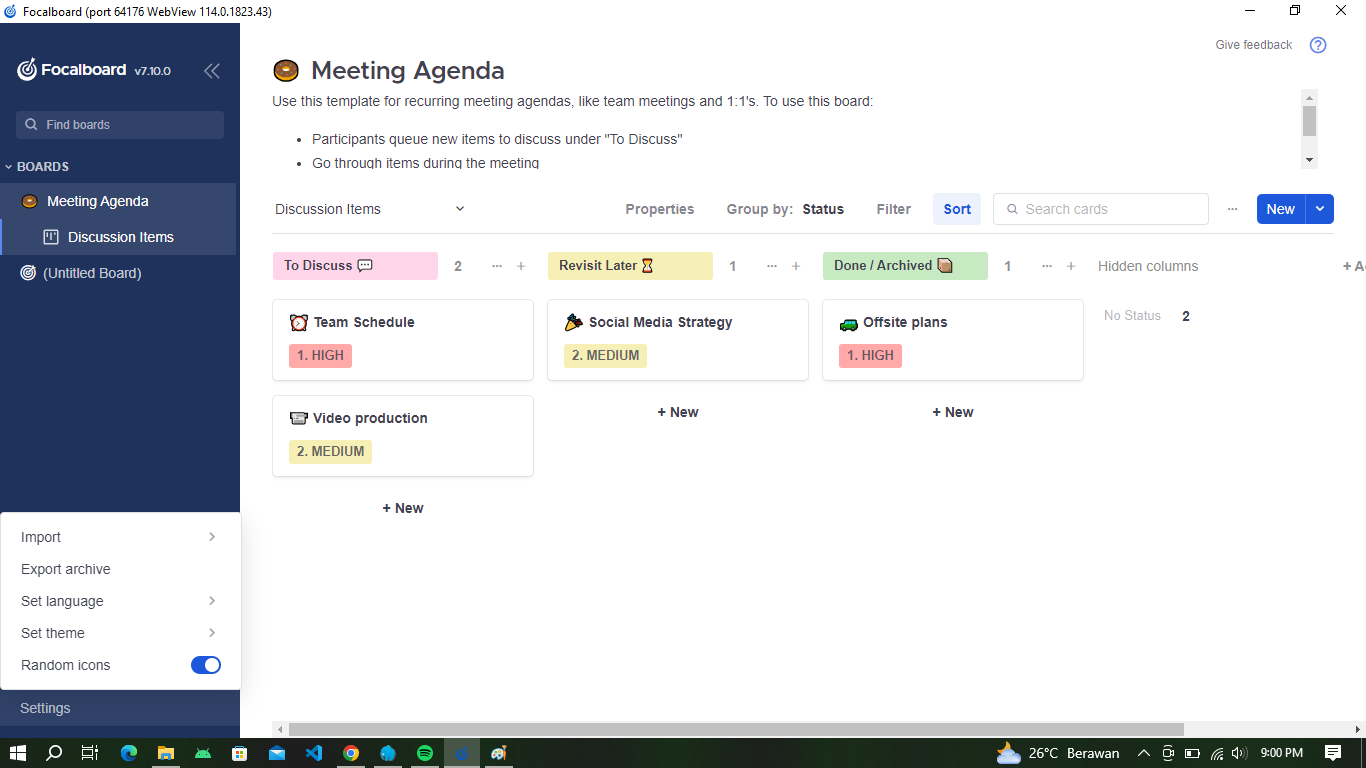 Focalboard (port 64176 WebView 114.0.1823.43)
Focalboard v7.10.0
Find boards
BOARDS
Meeting Agenda
Discussion Items
(Untitled Board)
Import
Export archive
Set language
Set theme
Random icons
Settings
Give feedback
Meeting Agenda
Use this template for recurring meeting agendas, like team meetings and 1:1's. To use this board:
• Participants queue new items to discuss under "To Discuss"
• Go through items during the meeting
Discussion Items
Properties
Group by: Status
Filter
Sort
Search cards
New
To Discuss 💬 2
Team Schedule
1. HIGH
Video production
2. MEDIUM
+ New
Revisit Later ⏳ 1
Social Media Strategy
2. MEDIUM
+ New
Done / Archived 📦 1
Offsite plans
1. HIGH
+ New
Hidden columns
No Status 2
26°C Berawan
9:00 PM